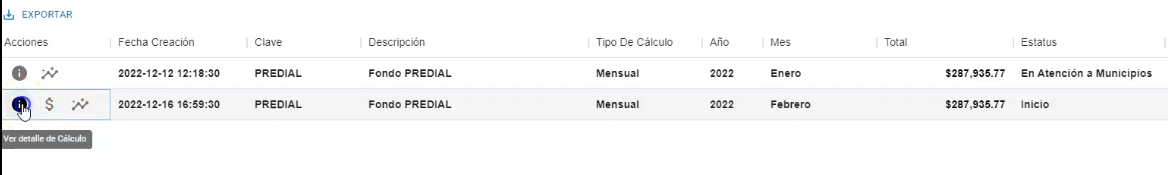 EXPORTAR
Acciones Fecha Creación Clave Descripción Tipo De Cálculo Año Mes Total Estatus
2022-12-12 12:18:30 PREDIAL Fondo PREDIAL Mensual 2022 Enero $287,935.77 En Atención a Municipios
$ 2022-12-16 16:59:30 PREDIAL Fondo PREDIAL Mensual 2022 Febrero $287,935.77 Inicio
Ver detalle de Cálculo